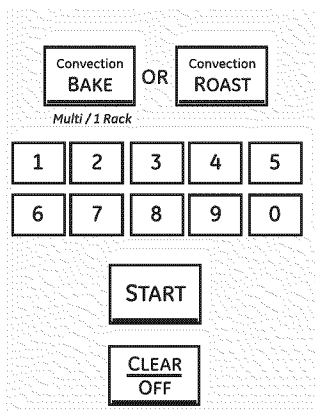 Convection Convection
BAKE OR ROAST
Multi / 1 Rack
1 2 3 4 5
6 7 8 9 0
START
CLEAR
OFF